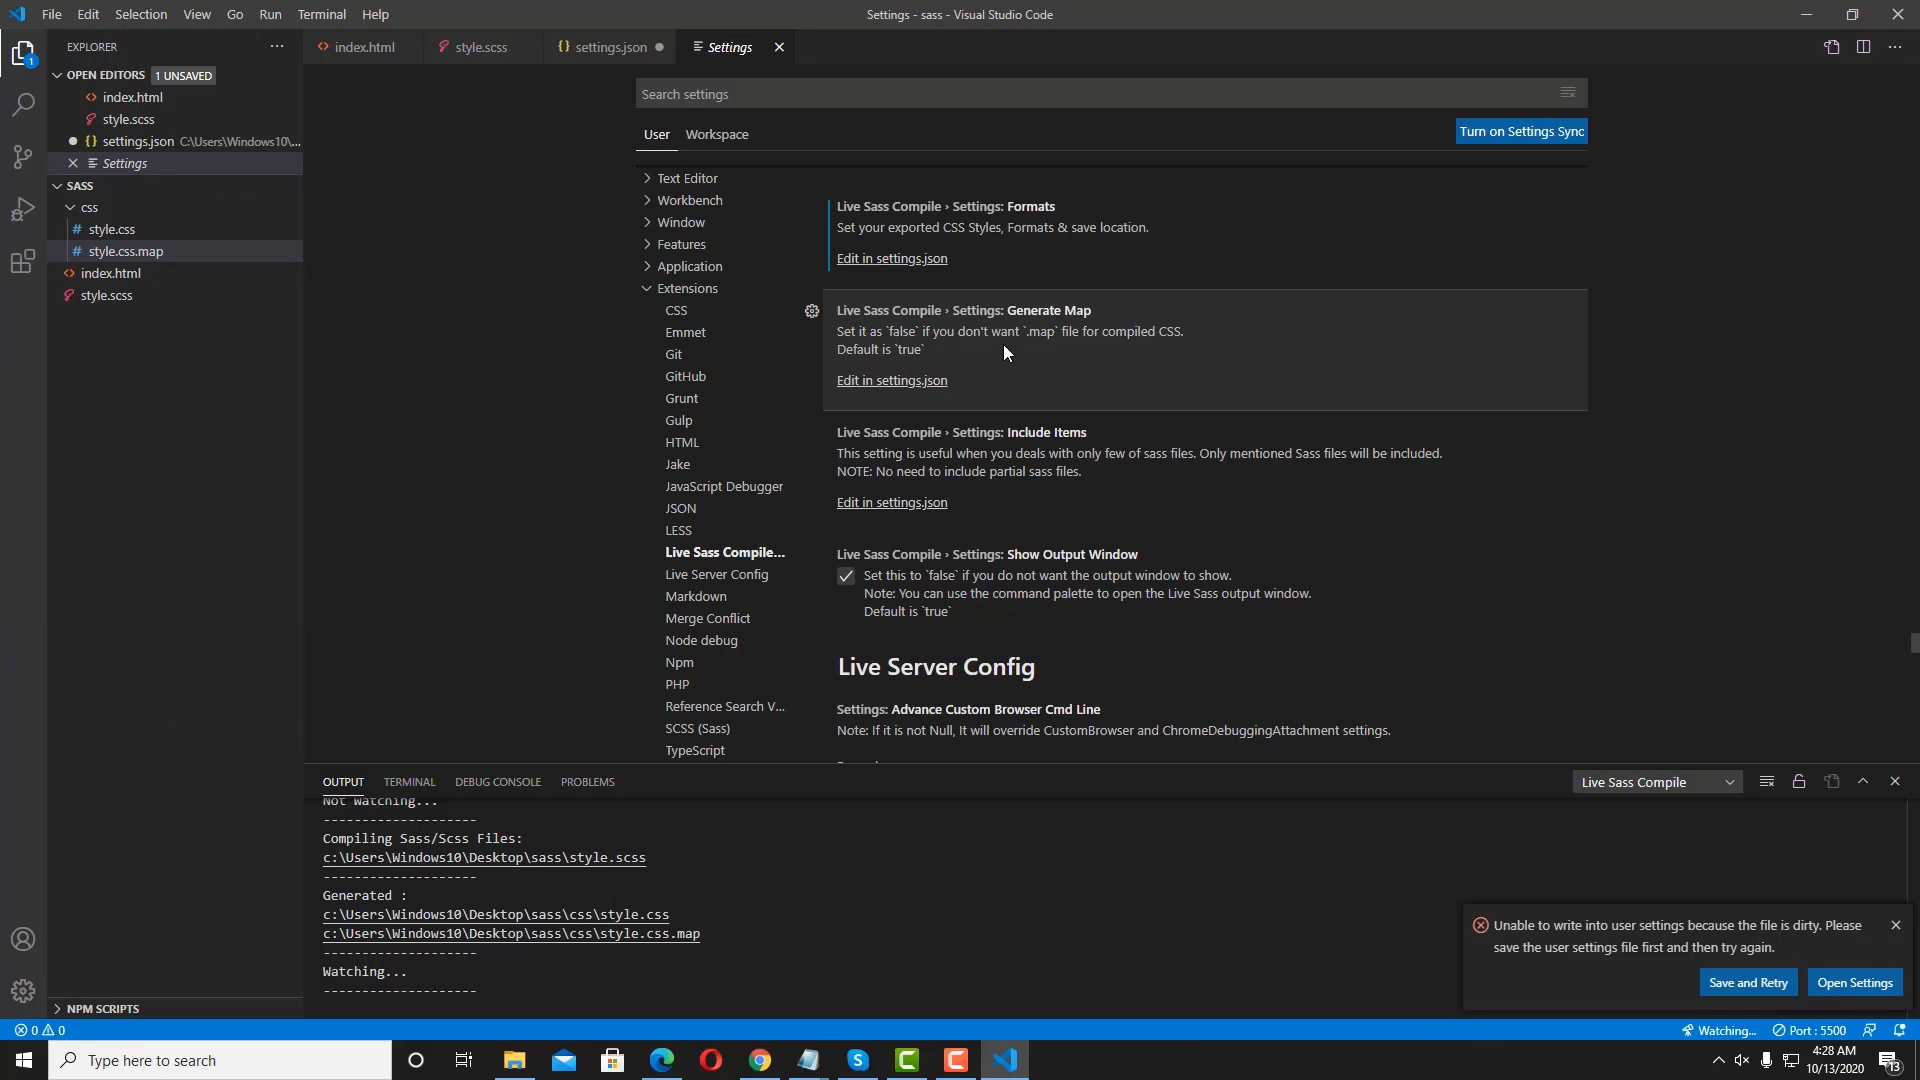 File Edit Selection View Go Run Terminal Help
Settings - sass - Visual Studio Code
EXPLORER
index.html
style.scss
settings.json
Settings
OPEN EDITORS 1 UNSAVED
index.html
style.scss
settings.json C:\Users\Windows10\...
Settings
SASS
css
style.css
style.css.map
index.html
style.scss
NPM SCRIPTS
Search settings
User Workspace
Turn on Settings Sync
Text Editor
Workbench
Window
Features
Application
Extensions
CSS
Emmet
Git
GitHub
Grunt
Gulp
HTML
Jake
JavaScript Debugger
JSON
LESS
Live Sass Compile...
Live Server Config
Markdown
Merge Conflict
Node debug
Npm
PHP
Reference Search V...
SCSS (Sass)
TypeScript
Live Sass Compile › Settings: Formats
Set your exported CSS Styles, Formats & save location.
Edit in settings.json
Live Sass Compile › Settings: Generate Map
Set it as `false` if you don't want `.map` file for compiled CSS.
Default is `true`
Edit in settings.json
Live Sass Compile › Settings: Include Items
This setting is useful when you deals with only few of sass files. Only mentioned Sass files will be included.
NOTE: No need to include partial sass files.
Edit in settings.json
Live Sass Compile › Settings: Show Output Window
Set this to `false` if you do not want the output window to show.
Note: You can use the command palette to open the Live Sass output window.
Default is `true`
Live Server Config
Settings: Advance Custom Browser Cmd Line
Note: If it is not Null, It will override CustomBrowser and ChromeDebuggingAttachment settings.
OUTPUT TERMINAL DEBUG CONSOLE PROBLEMS
Live Sass Compile
Not Watching...
--------------------
Compiling Sass/Scss Files:
c:\Users\Windows10\Desktop\sass\style.scss
--------------------
Generated :
c:\Users\Windows10\Desktop\sass\css\style.css
c:\Users\Windows10\Desktop\sass\css\style.css.map
--------------------
Watching...
--------------------
Unable to write into user settings because the file is dirty. Please
save the user settings file first and then try again.
Save and Retry Open Settings
0 0
Watching... Port : 5500
Type here to search
4:28 AM
10/13/2020
13
1